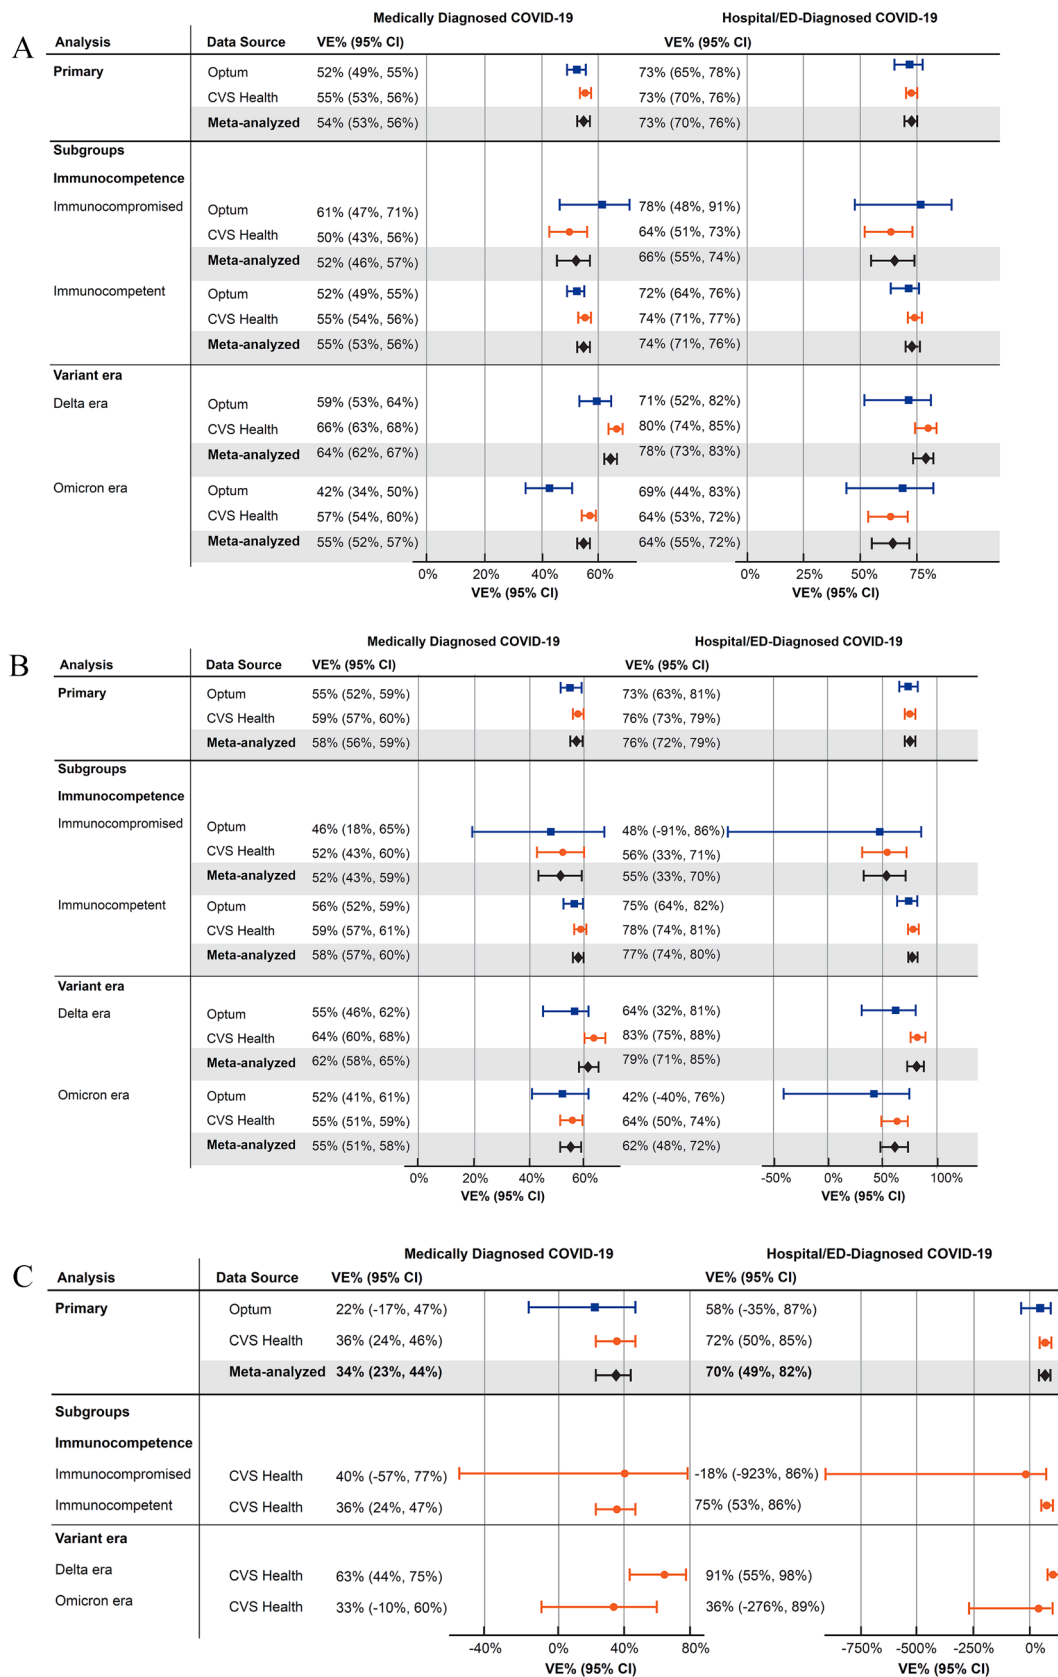 A
Medically Diagnosed COVID-19 Hospital/ED-Diagnosed COVID-19
Analysis Data Source VE% (95% CI) VE% (95% CI)
Primary Optum 52% (49%, 55%) 73% (65%, 78%)
CVS Health 55% (53%, 56%) 73% (70%, 76%)
Meta-analyzed 54% (53%, 56%) 73% (70%, 76%)
Subgroups
Immunocompetence
Immunocompromised Optum 61% (47%, 71%) 78% (48%, 91%)
CVS Health 50% (43%, 56%) 64% (51%, 73%)
Meta-analyzed 52% (46%, 57%) 66% (55%, 74%)
Immunocompetent Optum 52% (49%, 55%) 72% (64%, 76%)
CVS Health 55% (54%, 56%) 74% (71%, 77%)
Meta-analyzed 55% (53%, 56%) 74% (71%, 76%)
Variant era
Delta era Optum 59% (53%, 64%) 71% (52%, 82%)
CVS Health 66% (63%, 68%) 80% (74%, 85%)
Meta-analyzed 64% (62%, 67%) 78% (73%, 83%)
Omicron era Optum 42% (34%, 50%) 69% (44%, 83%)
CVS Health 57% (54%, 60%) 64% (53%, 72%)
Meta-analyzed 55% (52%, 57%) 64% (55%, 72%)
0% 20% 40% 60% 0% 25% 50% 75%
VE% (95% CI) VE% (95% CI)
B
Medically Diagnosed COVID-19 Hospital/ED-Diagnosed COVID-19
Analysis Data Source VE% (95% CI) VE% (95% CI)
Primary Optum 55% (52%, 59%) 73% (63%, 81%)
CVS Health 59% (57%, 60%) 76% (73%, 79%)
Meta-analyzed 58% (56%, 59%) 76% (72%, 79%)
Subgroups
Immunocompetence
Immunocompromised Optum 46% (18%, 65%) 48% (-91%, 86%)
CVS Health 52% (43%, 60%) 56% (33%, 71%)
Meta-analyzed 52% (43%, 59%) 55% (33%, 70%)
Immunocompetent Optum 56% (52%, 59%) 75% (64%, 82%)
CVS Health 59% (57%, 61%) 78% (74%, 81%)
Meta-analyzed 58% (57%, 60%) 77% (74%, 80%)
Variant era
Delta era Optum 55% (46%, 62%) 64% (32%, 81%)
CVS Health 64% (60%, 68%) 83% (75%, 88%)
Meta-analyzed 62% (58%, 65%) 79% (71%, 85%)
Omicron era Optum 52% (41%, 61%) 42% (-40%, 76%)
CVS Health 55% (51%, 59%) 64% (50%, 74%)
Meta-analyzed 55% (51%, 58%) 62% (48%, 72%)
0% 20% 40% 60% -50% 0% 50% 100%
VE% (95% CI) VE% (95% CI)
C
Medically Diagnosed COVID-19 Hospital/ED-Diagnosed COVID-19
Analysis Data Source VE% (95% CI) VE% (95% CI)
Primary Optum 22% (-17%, 47%) 58% (-35%, 87%)
CVS Health 36% (24%, 46%) 72% (50%, 85%)
Meta-analyzed 34% (23%, 44%) 70% (49%, 82%)
Subgroups
Immunocompetence
Immunocompromised CVS Health 40% (-57%, 77%) -18% (-923%, 86%)
Immunocompetent CVS Health 36% (24%, 47%) 75% (53%, 86%)
Variant era
Delta era CVS Health 63% (44%, 75%) 91% (55%, 98%)
Omicron era CVS Health 33% (-10%, 60%) 36% (-276%, 89%)
-40% 0% 40% 80% -750% -500% -250% 0%
VE% (95% CI) VE% (95% CI)